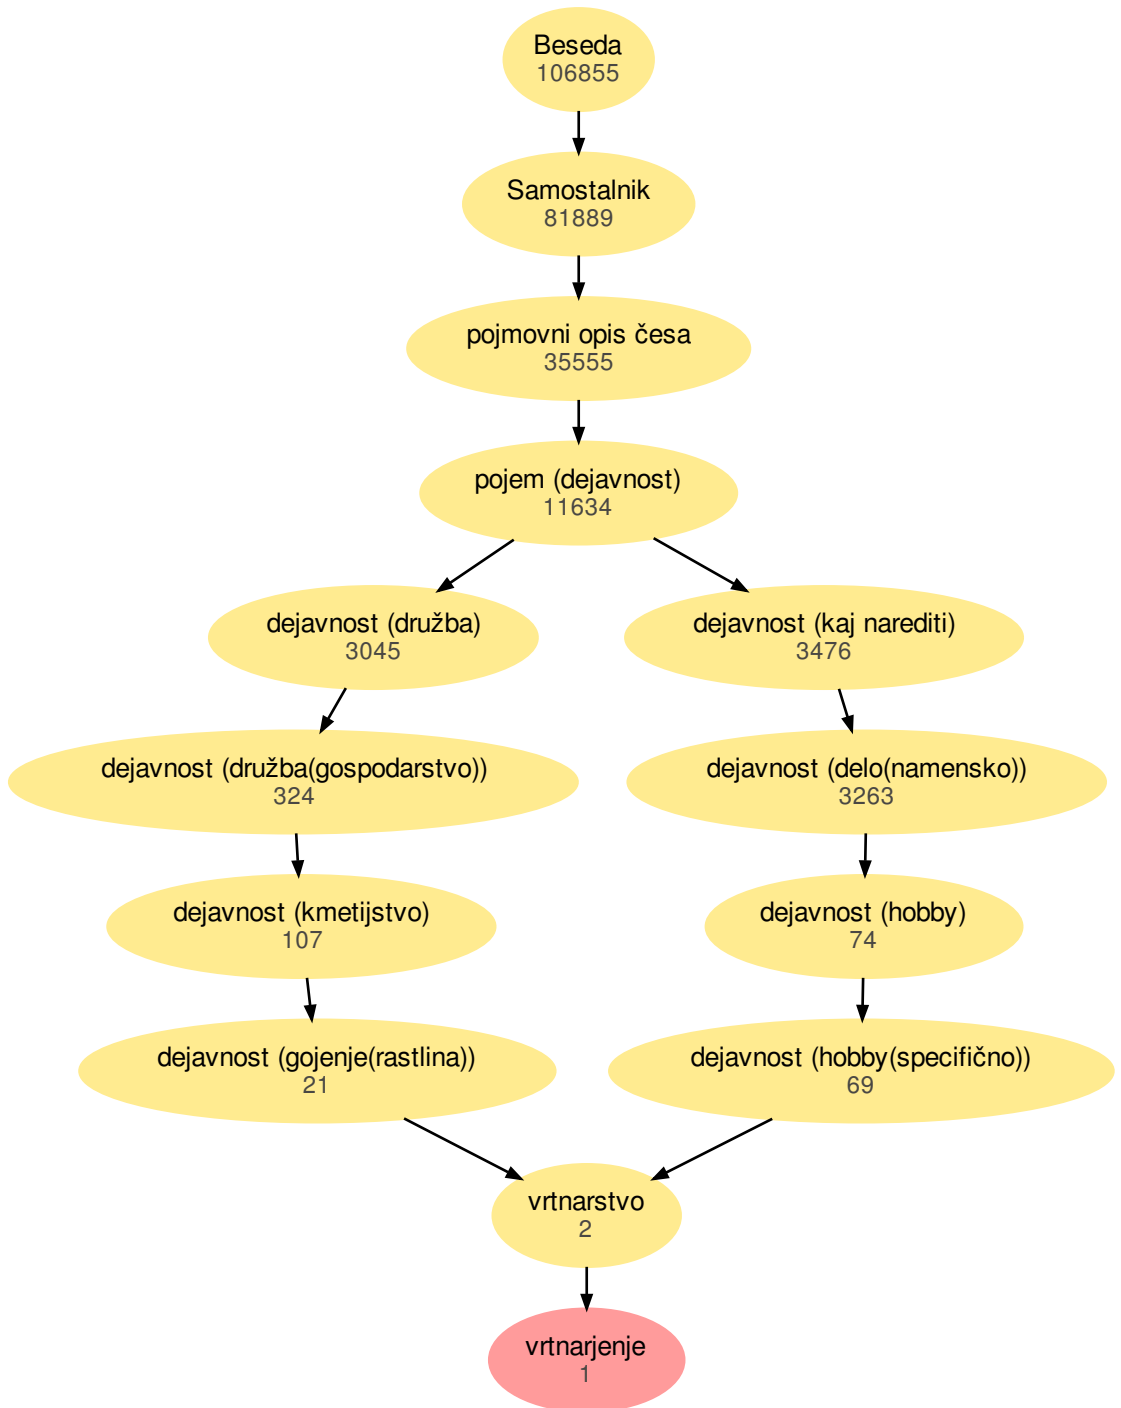 Beseda
106855
Samostalnik
81889
pojmovni opis česa
35555
pojem (dejavnost)
11634
dejavnost (družba)
3045
dejavnost (kaj narediti)
3476
dejavnost (družba(gospodarstvo))
324
dejavnost (delo(namensko))
3263
dejavnost (kmetijstvo)
107
dejavnost (hobby)
74
dejavnost (gojenje(rastlina))
21
dejavnost (hobby(specifično))
69
vrtnarstvo
2
vrtnarjenje
1